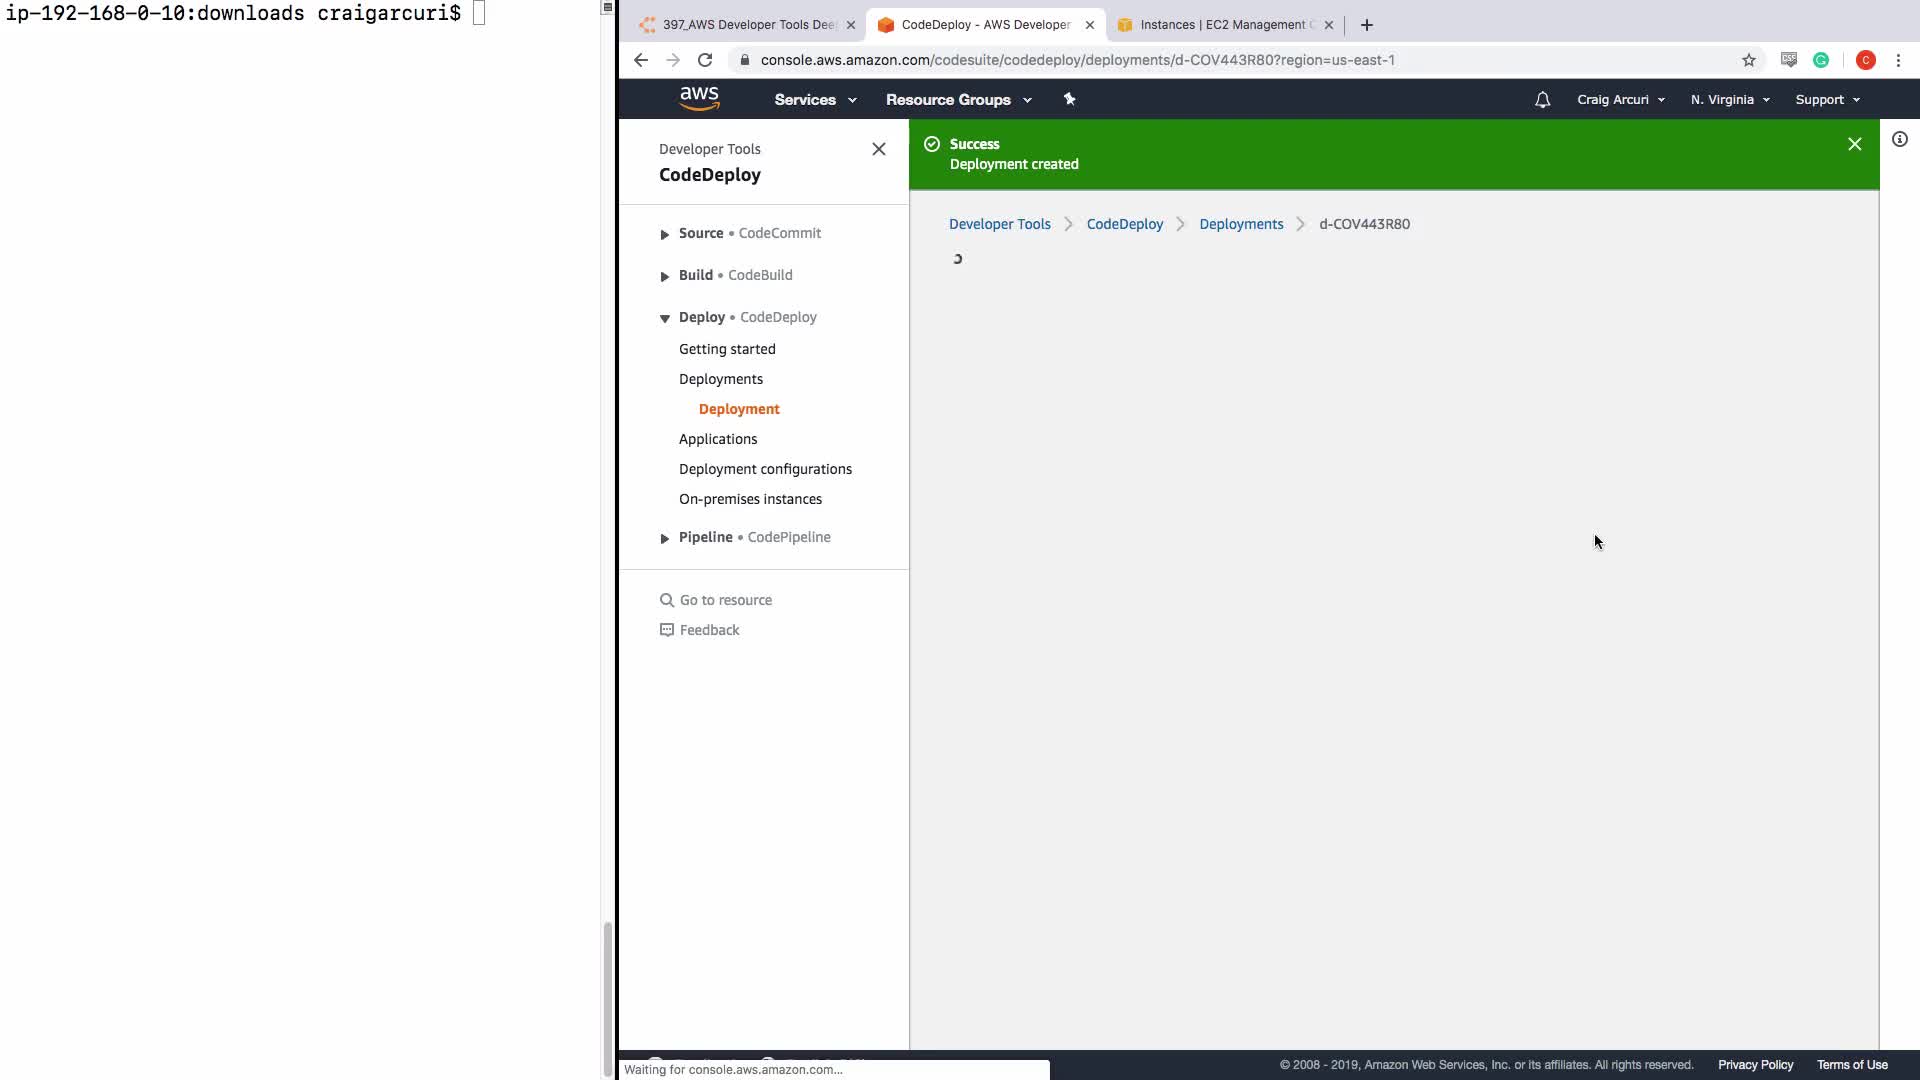 ip-192-168-0-10:downloads craigarcuri$
397_AWS Developer Tools Dee
CodeDeploy - AWS Developer
Instances | EC2 Management C
console.aws.amazon.com/codesuite/codedeploy/deployments/d-COV443R80?region=us-east-1
aws
Services
Resource Groups
Craig Arcuri
N. Virginia
Support
Developer Tools
CodeDeploy
Source • CodeCommit
Build • CodeBuild
Deploy • CodeDeploy
Getting started
Deployments
Deployment
Applications
Deployment configurations
On-premises instances
Pipeline • CodePipeline
Go to resource
Feedback
Success
Deployment created
Developer Tools
CodeDeploy
Deployments
d-COV443R80
Waiting for console.aws.amazon.com...
© 2008 - 2019, Amazon Web Services, Inc. or its affiliates. All rights reserved.
Privacy Policy
Terms of Use